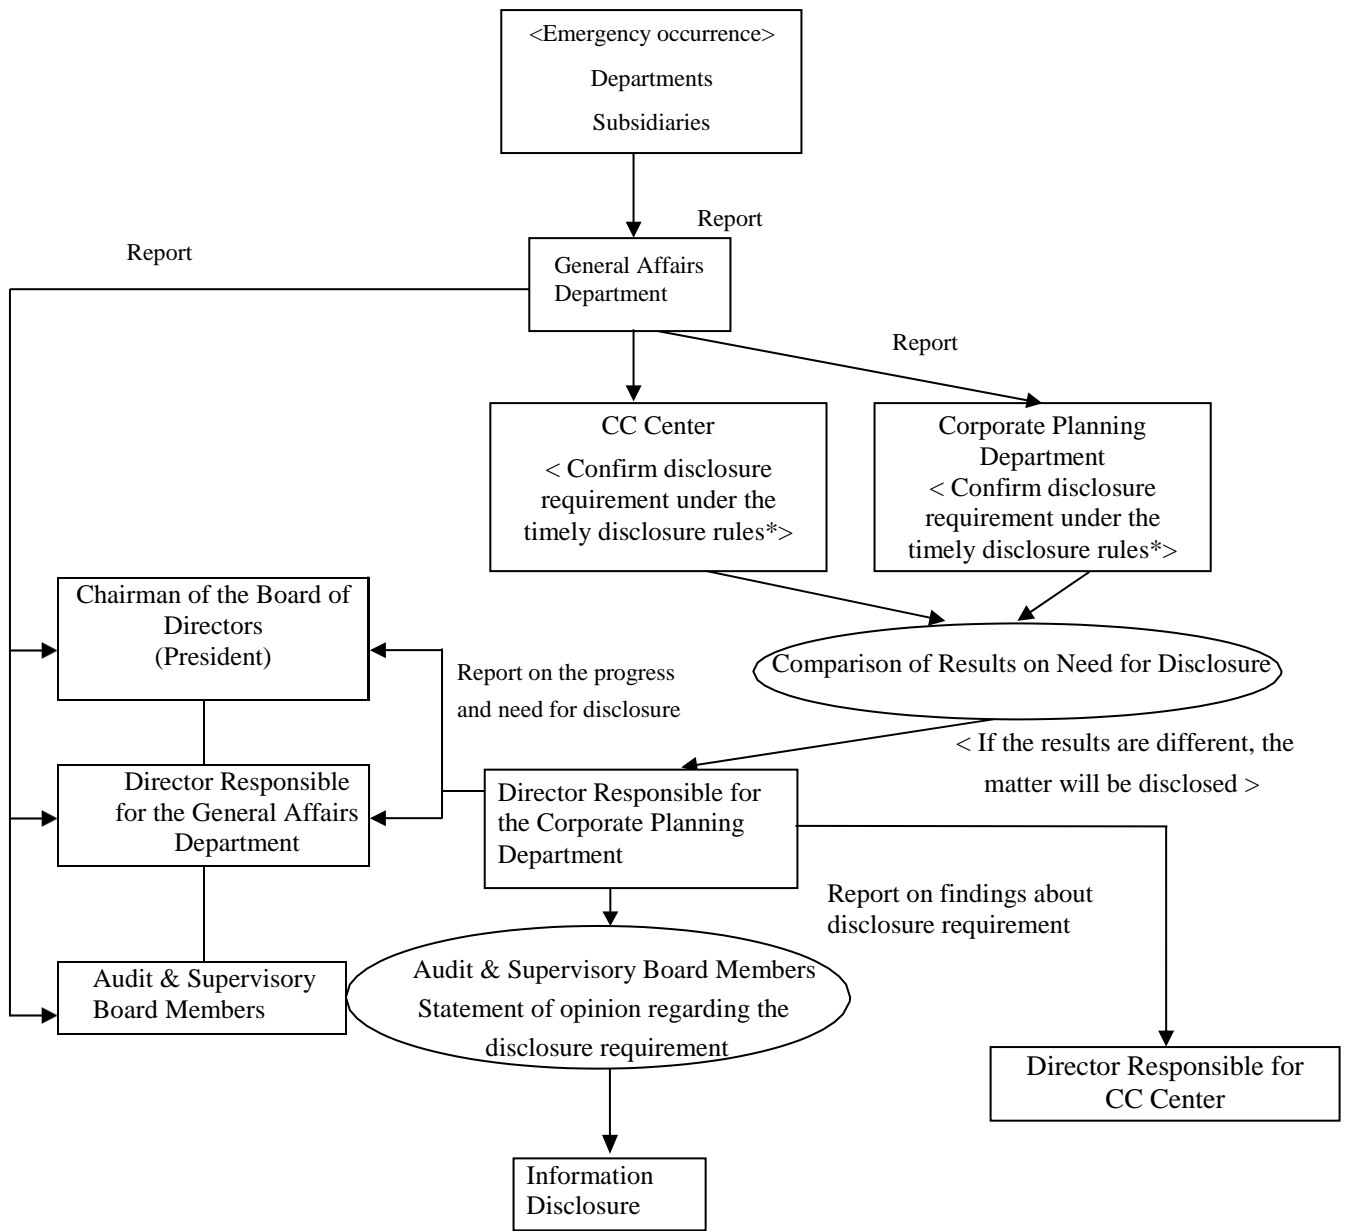 <Emergency occurrence>
Departments
Subsidiaries
Report
Report
General Affairs
Department
Report
CC Center
< Confirm disclosure
requirement under the
timely disclosure rules*>
Corporate Planning
Department
< Confirm disclosure
requirement under the
timely disclosure rules*>
Chairman of the Board of
Directors
(President)
Report on the progress
and need for disclosure
Comparison of Results on Need for Disclosure
< If the results are different, the
matter will be disclosed >
Director Responsible
for the General Affairs
Department
Director Responsible for
the Corporate Planning
Department
Report on findings about
disclosure requirement
Audit & Supervisory
Board Members
Audit & Supervisory Board Members
Statement of opinion regarding the
disclosure requirement
Director Responsible for
CC Center
Information
Disclosure